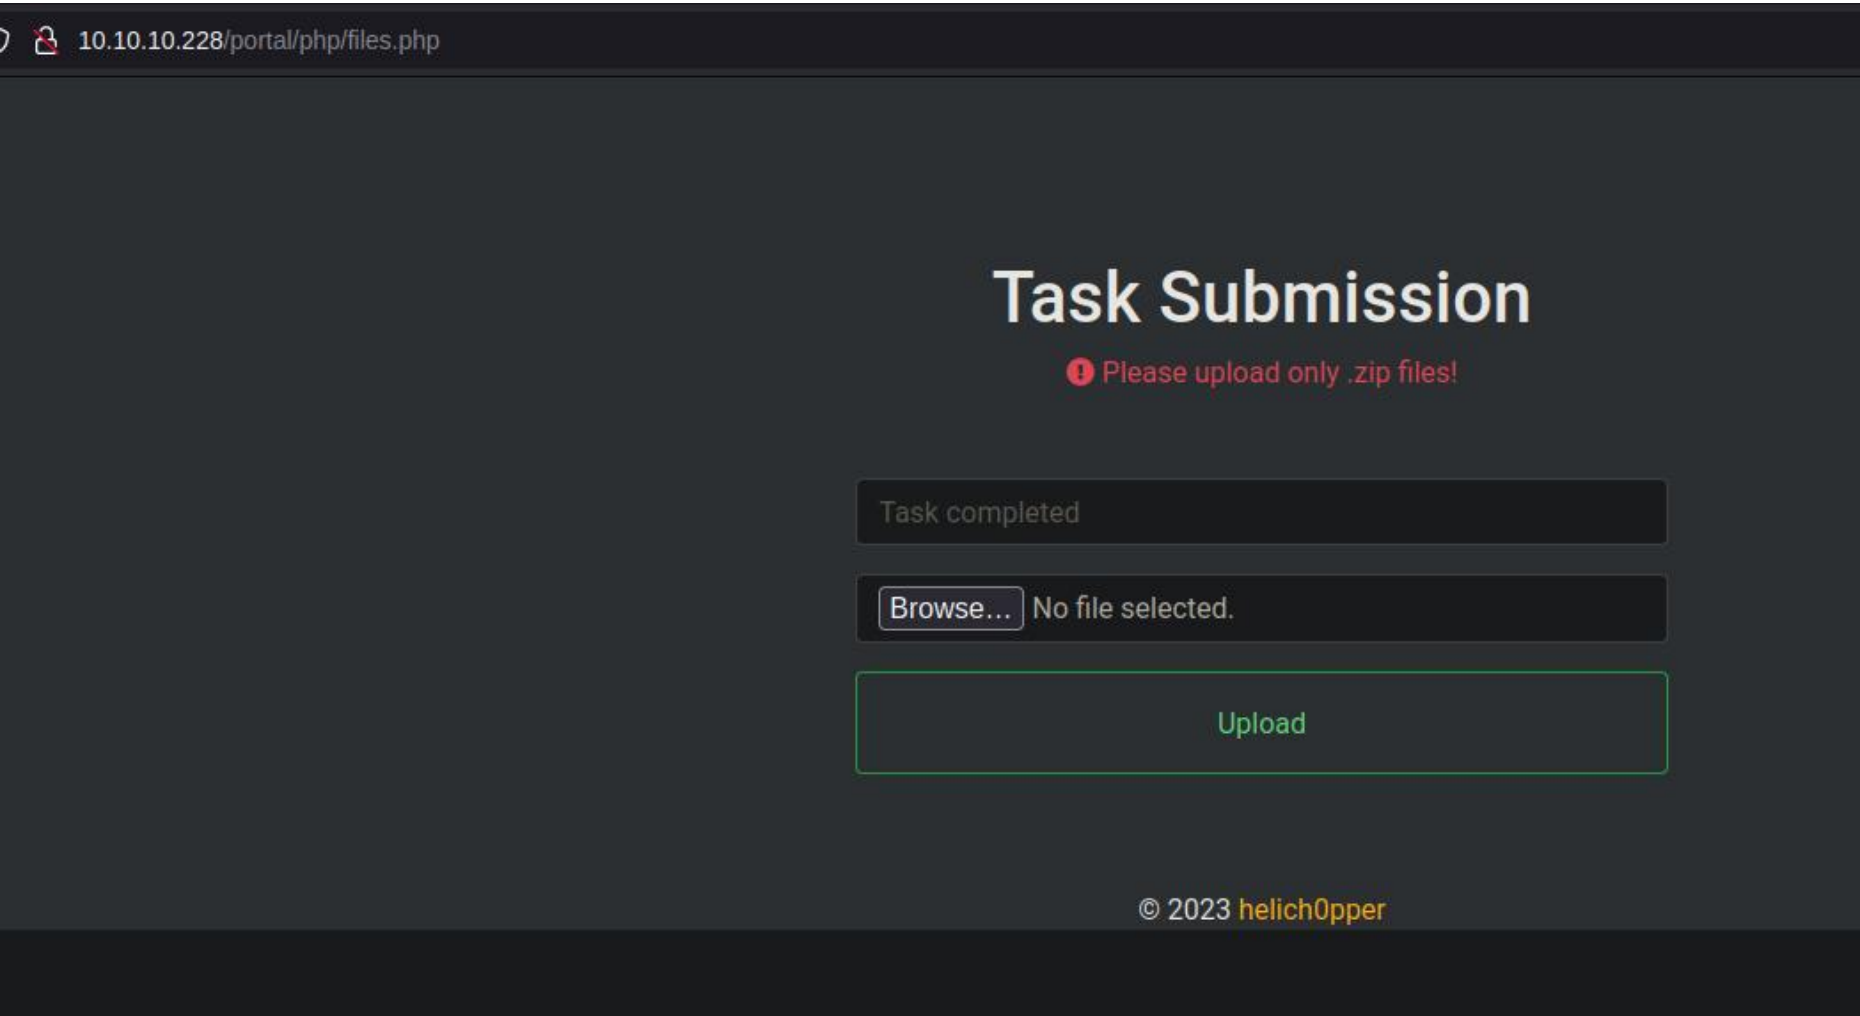 10.10.10.228/portal/php/files.php
Task Submission
Please upload only .zip files!
Task completed
Browse... No file selected.
Upload
© 2023 helich0pper